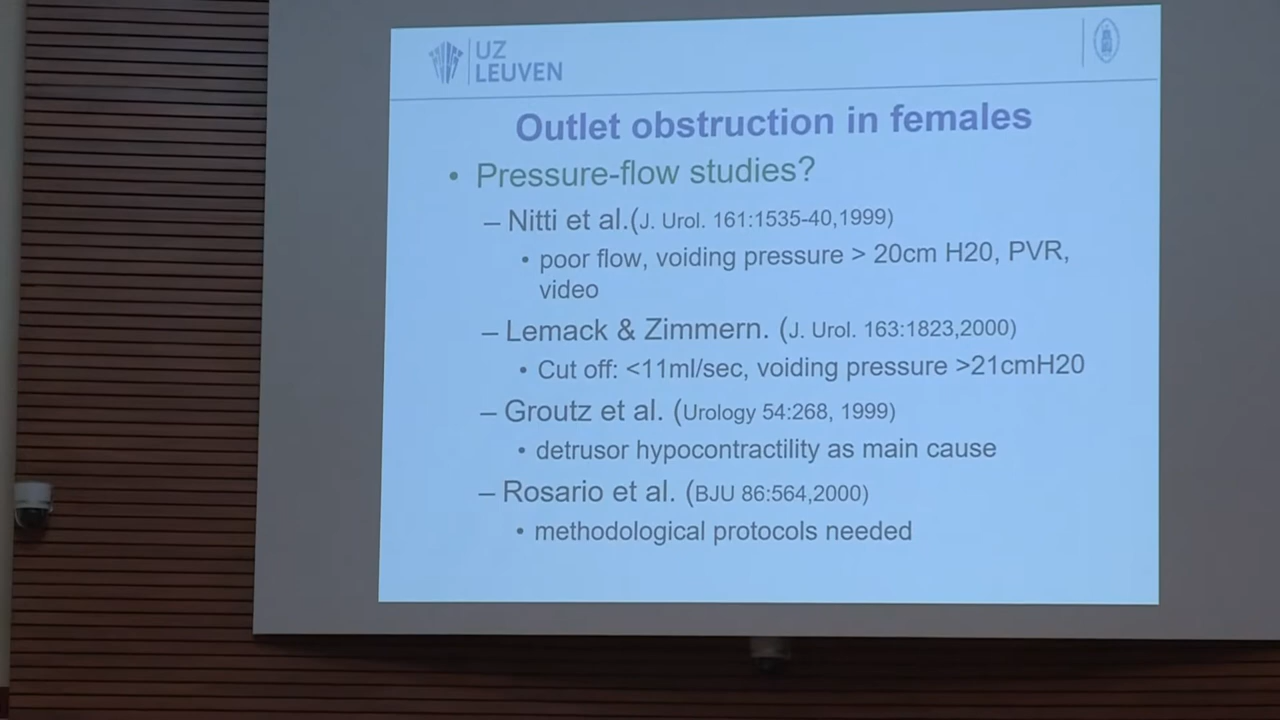 UZ
LEUVEN
Outlet obstruction in females
• Pressure-flow studies?
– Nitti et al.(J. Urol. 161:1535-40,1999)
• poor flow, voiding pressure > 20cm H20, PVR,
video
– Lemack & Zimmern. (J. Urol. 163:1823,2000)
• Cut off: <11ml/sec, voiding pressure >21cmH20
– Groutz et al. (Urology 54:268, 1999)
• detrusor hypocontractility as main cause
– Rosario et al. (BJU 86:564,2000)
• methodological protocols needed